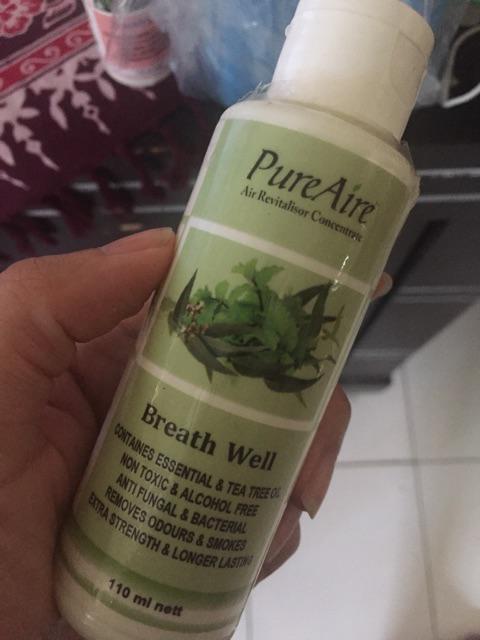 PureAire
Air Revitalisor Concentrate
Breath Well
CONTAINES ESSENTIAL & TEA TREE OIL
NON TOXIC & ALCOHOL FREE
ANTI FUNGAL & BACTERIAL
REMOVES ODOURS & SMOKES
EXTRA STRENGTH & LONGER LASTING
110 ml nett